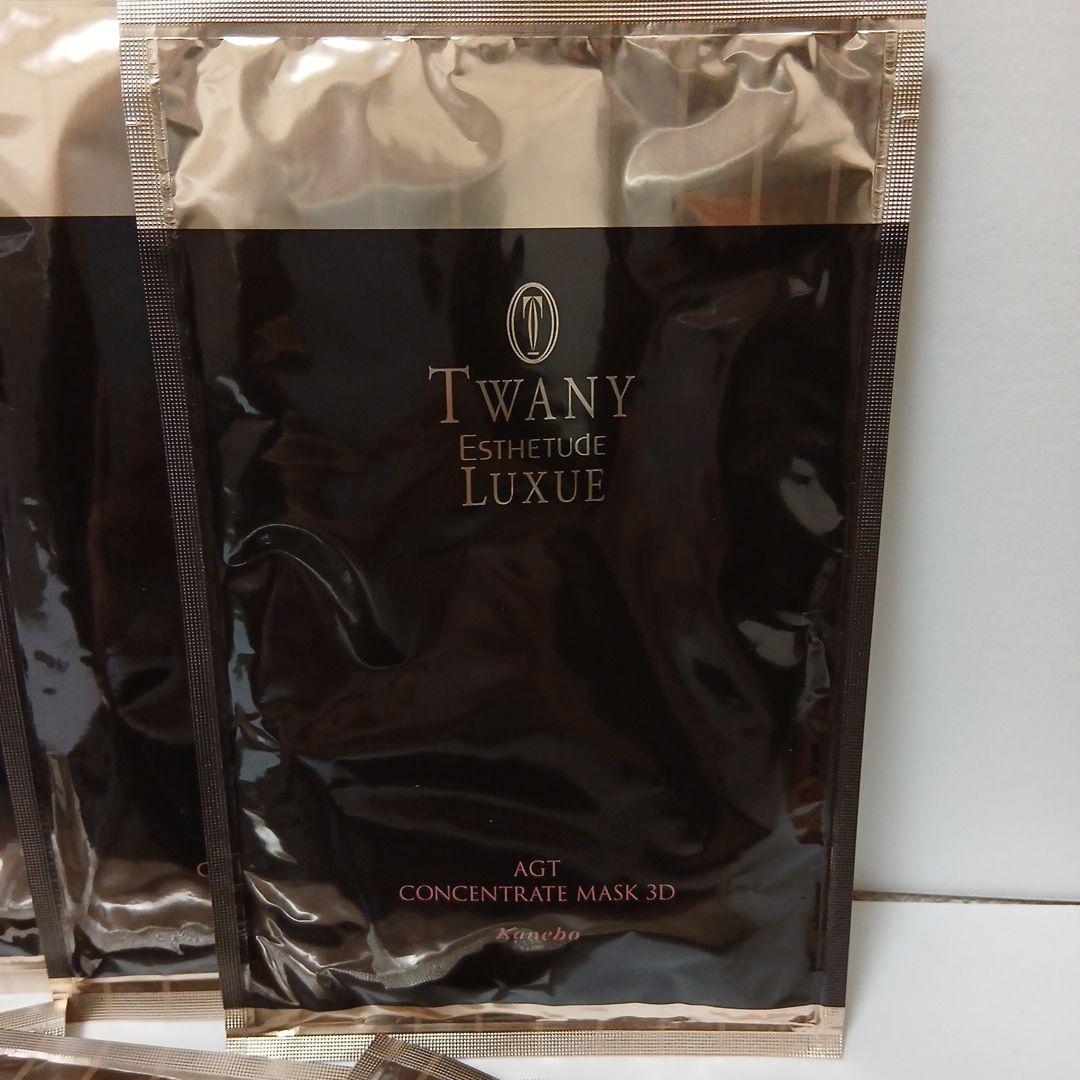 T
TWANY
ESTHETUdE
LUXUE
AGT
CONCENTRATE MASK 3D
Kanebo
C